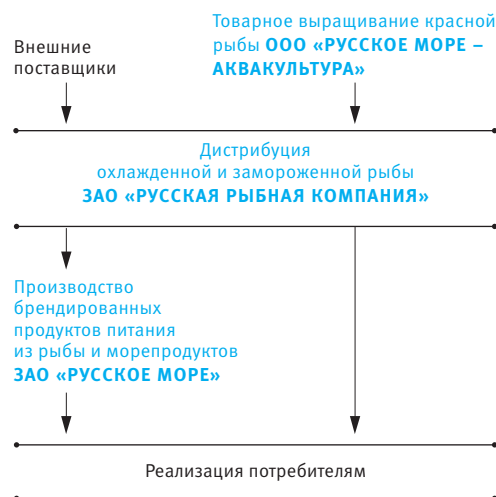 Внешние
поставщики
Товарное выращивание красной
рыбы ООО «РУССКОЕ МОРЕ –
АКВАКУЛЬТУРА»
Дистрибуция
охлажденной и замороженной рыбы
ЗАО «РУССКАЯ РЫБНАЯ КОМПАНИЯ»
Производство
брендированных
продуктов питания
из рыбы и морепродуктов
ЗАО «РУССКОЕ МОРЕ»
Реализация потребителям